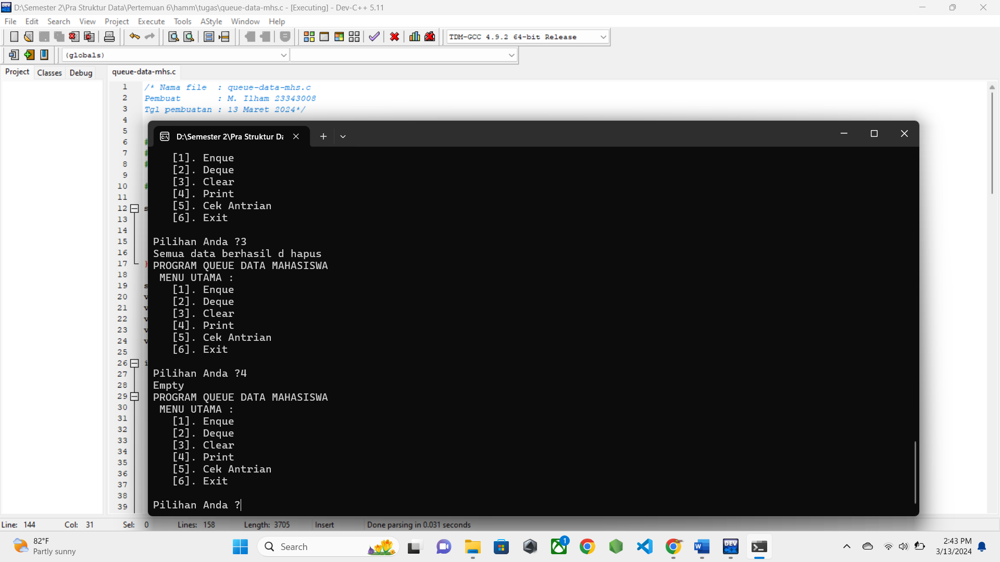 D:\Semester 2\Pra Struktur Data\Pertemuan 6\hamm\tugas\queue-data-mhs.c - [Executing] - Dev-C++ 5.11
File Edit Search View Project Execute Tools AStyle Window Help
TDM-GCC 4.9.2 64-bit Release
(globals)
Project Classes Debug
queue-data-mhs.c
1 /* Nama file : queue-data-mhs.c
2 Pembuat : M. Ilham 23343008
3 Tgl pembuatan : 13 Maret 2024*/
4
5
6 #
7 #
8 #
9
10 #
11
12 s
13
14
15
16
17 }
18
19 s
20 v
21 v
22 v
23 v
24 v
25
26 i
27
28
29
30
31
32
33
34
35
36
37
38
39
D:\Semester 2\Pra Struktur Da
[1]. Enque
[2]. Deque
[3]. Clear
[4]. Print
[5]. Cek Antrian
[6]. Exit
Pilihan Anda ?3
Semua data berhasil d hapus
PROGRAM QUEUE DATA MAHASISWA
MENU UTAMA :
[1]. Enque
[2]. Deque
[3]. Clear
[4]. Print
[5]. Cek Antrian
[6]. Exit
Pilihan Anda ?4
Empty
PROGRAM QUEUE DATA MAHASISWA
MENU UTAMA :
[1]. Enque
[2]. Deque
[3]. Clear
[4]. Print
[5]. Cek Antrian
[6]. Exit
Pilihan Anda ?
Line: 144 Col: 31 Sel: 0 Lines: 158 Length: 3705 Insert Done parsing in 0.031 seconds
82°F
Partly sunny
Search
1
DEV C++
2:43 PM
3/13/2024